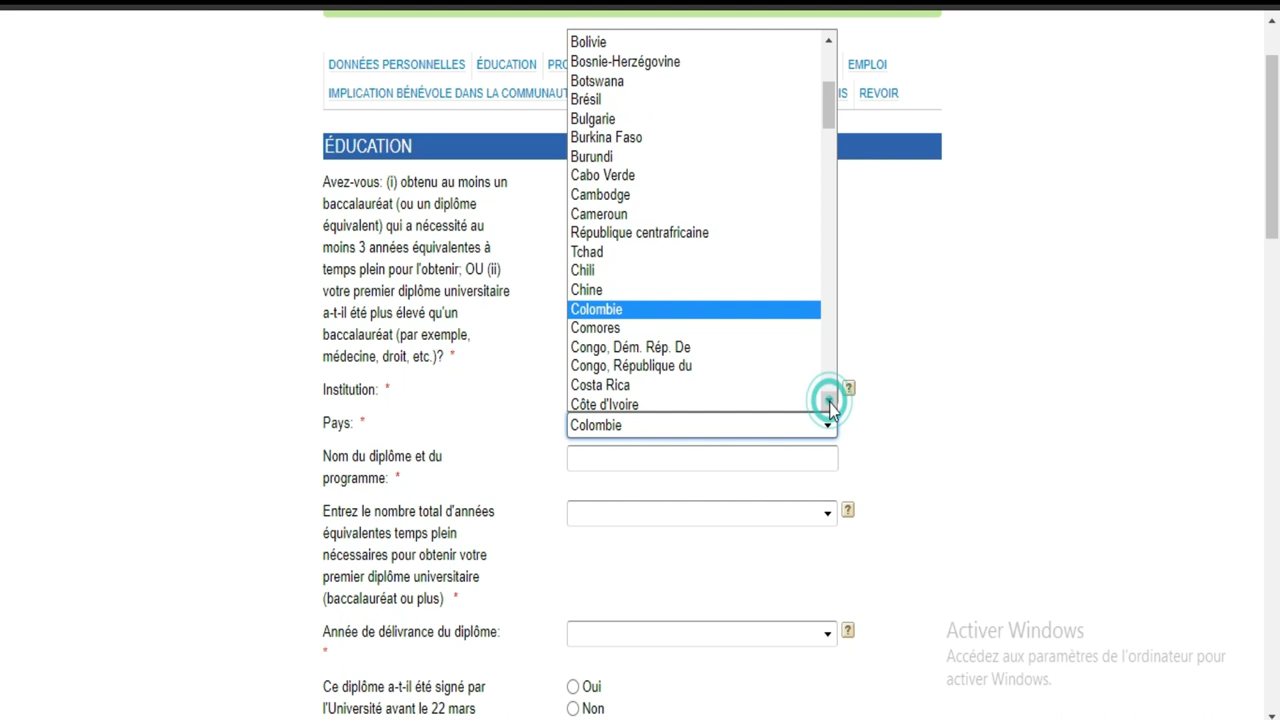 DONNÉES PERSONNELLES ÉDUCATION EMPLOI
IMPLICATION BÉNÉVOLE DANS LA REVOIR
ÉDUCATION
Avez-vous: (i) obtenu au moins un
baccalauréat (ou un diplôme
équivalent) qui a nécessité au
moins 3 années équivalentes à
temps plein pour l'obtenir; OU (ii)
votre premier diplôme universitaire
a-t-il été plus élevé qu'un
baccalauréat (par exemple,
médecine, droit, etc.)? *
Bolivie
Bosnie-Herzégovine
Botswana
Brésil
Bulgarie
Burkina Faso
Burundi
Cabo Verde
Cambodge
Cameroun
République centrafricaine
Tchad
Chili
Chine
Colombie
Comores
Congo, Dém. Rép. De
Congo, République du
Costa Rica
Côte d'Ivoire
Institution: * ?
Pays: * Colombie
Nom du diplôme et du
programme: *
Entrez le nombre total d'années ?
équivalentes temps plein
nécessaires pour obtenir votre
premier diplôme universitaire
(baccalauréat ou plus) *
Année de délivrance du diplôme: ?
*
Ce diplôme a-t-il été signé par Oui
l'Université avant le 22 mars Non
Activer Windows
Accédez aux paramètres de l'ordinateur pour
activer Windows.